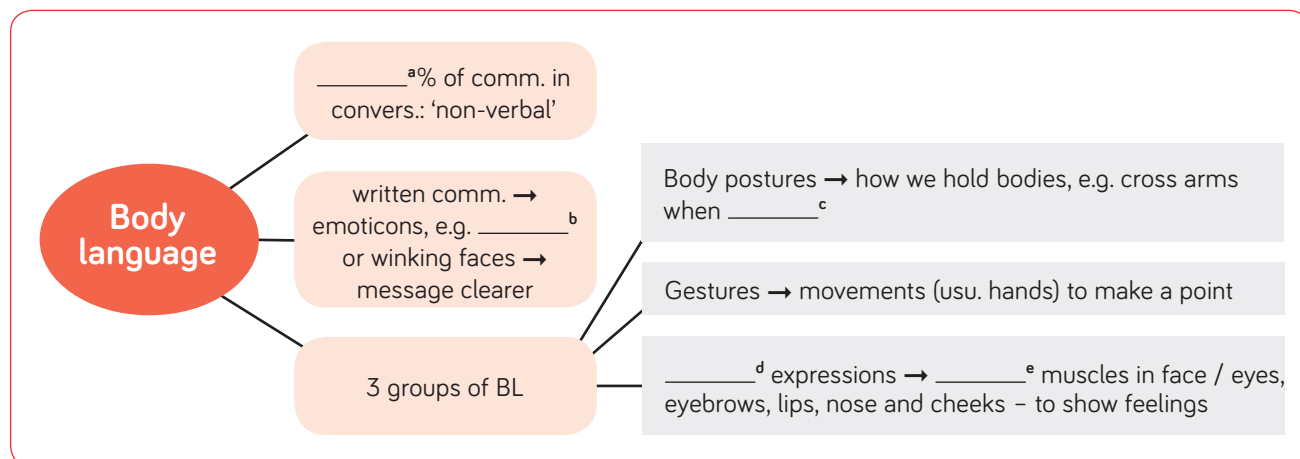 Body
language
________ᵃ% of comm. in
convers.: ‘non-verbal’
written comm. ➞
emoticons, e.g. ________ᵇ
or winking faces ➞
message clearer
3 groups of BL
Body postures ➞ how we hold bodies, e.g. cross arms
when ________ᶜ
Gestures ➞ movements (usu. hands) to make a point
________ᵈ expressions ➞ ________ᵉ muscles in face / eyes,
eyebrows, lips, nose and cheeks – to show feelings